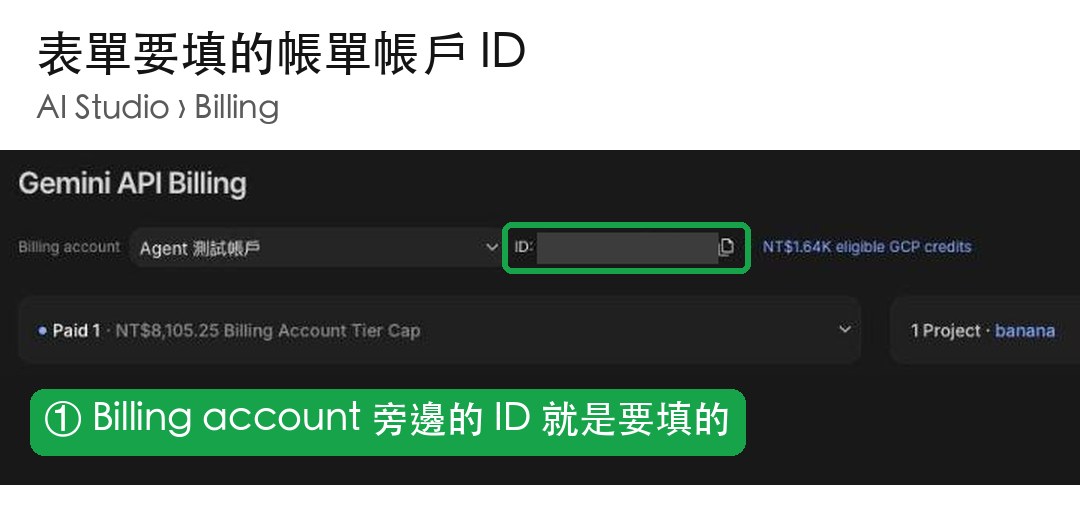 表單要填的帳單帳戶 ID
AI Studio › Billing
Gemini API Billing
Billing account Agent 測試帳戶 ID: NT$1.64K eligible GCP credits
Paid 1 · NT$8,105.25 Billing Account Tier Cap 1 Project · banana
① Billing account 旁邊的 ID 就是要填的